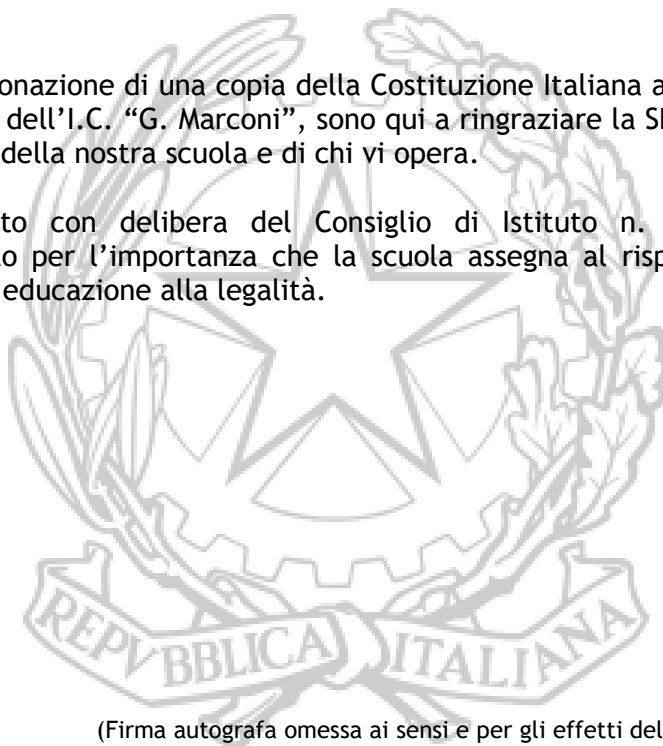 onazione di una copia della Costituzione Italiana a
dell’I.C. “G. Marconi”, sono qui a ringraziare la S
della nostra scuola e di chi vi opera.
to con delibera del Consiglio di Istituto n.
o per l’importanza che la scuola assegna al risp
educazione alla legalità.
REPVBBLICA ITALIANA
(Firma autografa omessa ai sensi e per gli effetti del